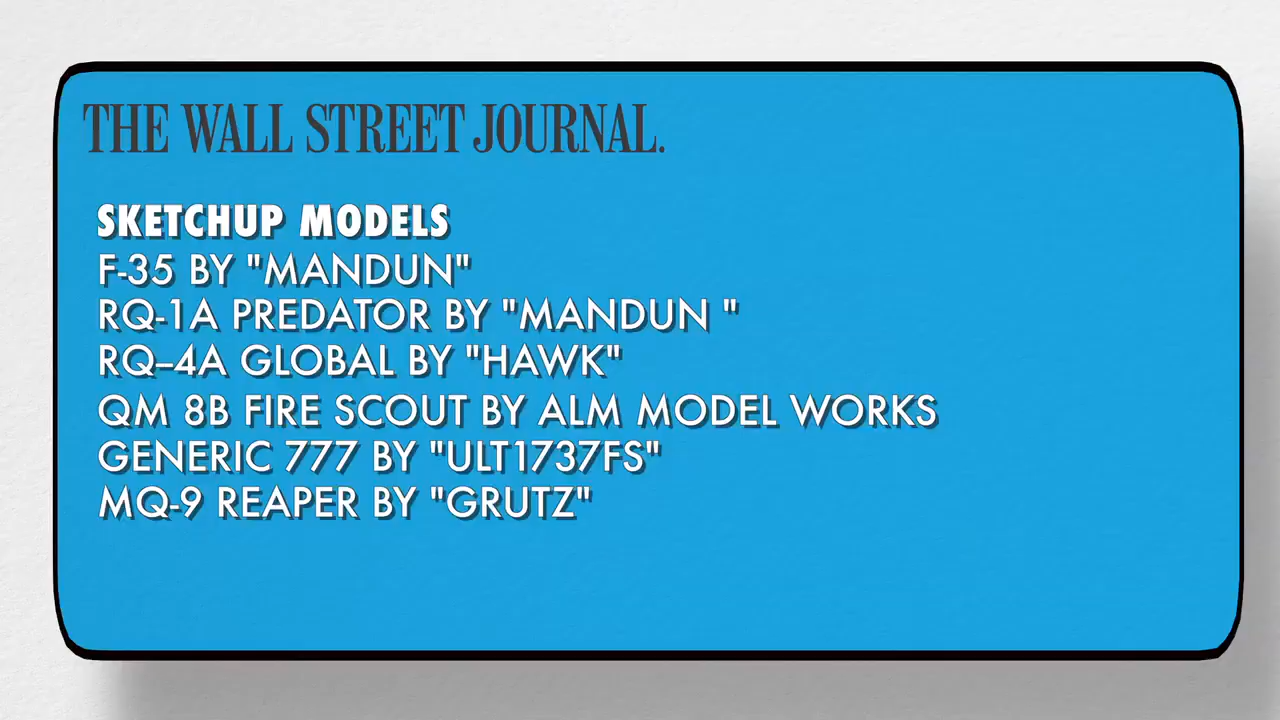 THE WALL STREET JOURNAL.
SKETCHUP MODELS
F-35 BY "MANDUN"
RQ-1A PREDATOR BY "MANDUN "
RQ–4A GLOBAL BY "HAWK"
QM 8B FIRE SCOUT BY ALM MODEL WORKS
GENERIC 777 BY "ULT1737FS"
MQ-9 REAPER BY "GRUTZ"